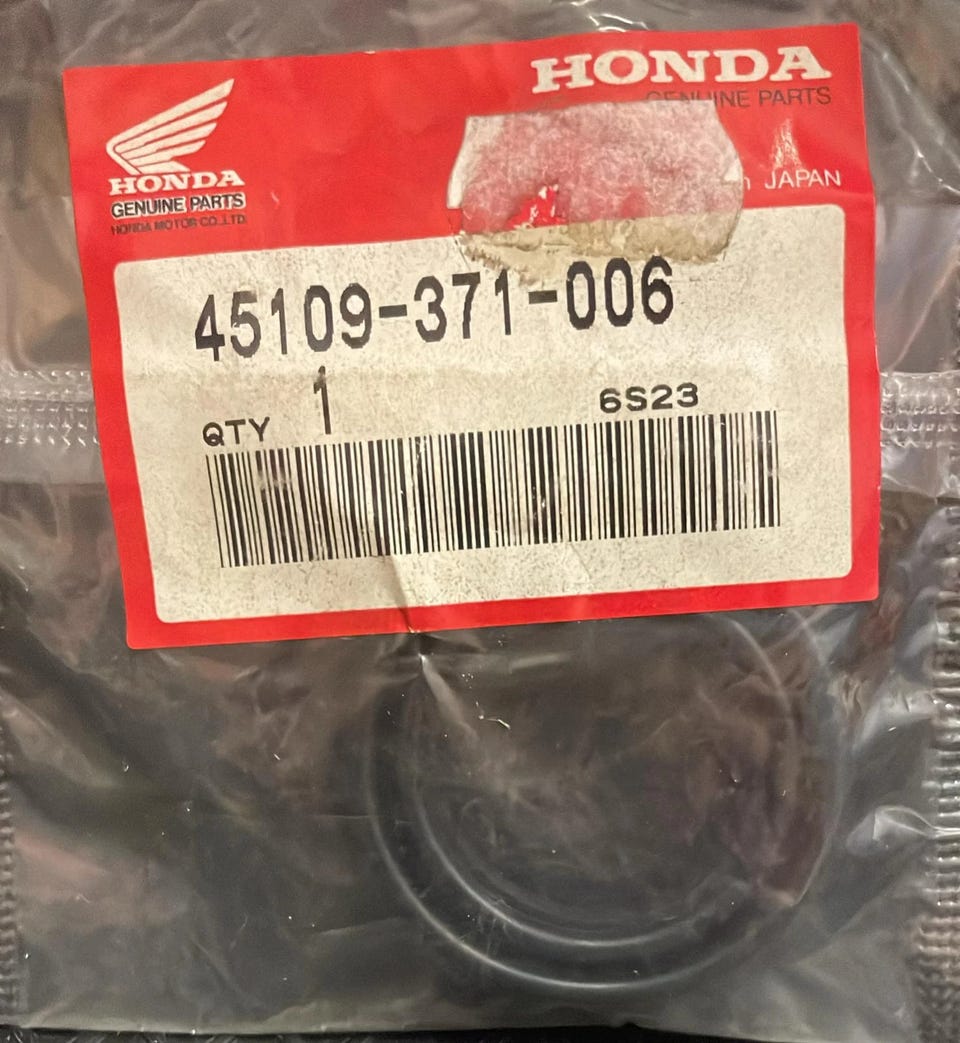 HONDA
GENUINE PARTS
HONDA
GENUINE PARTS
HONDA MOTOR CO.,LTD.
JAPAN
45109-371-006
QTY 1
6S23